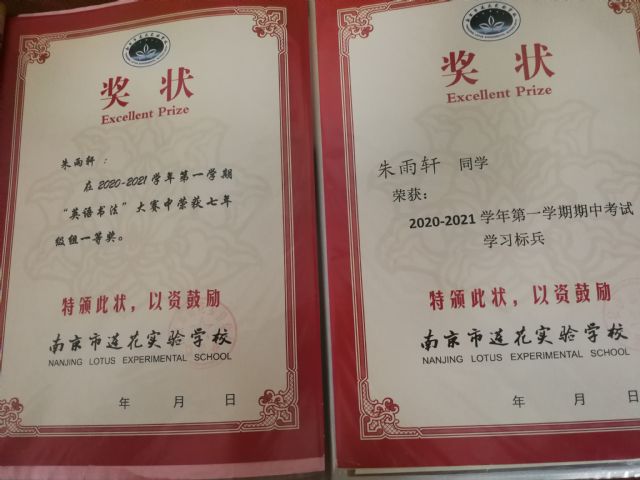 奖状
Excellent Prize
朱雨轩：
在2020-2021学年第一学期
“英语书法”大赛中荣获七年
级组一等奖。
特颁此状，以资鼓励
南京市莲花实验学校
NANJING LOTUS EXPERIMENTAL SCHOOL
年 月 日
奖状
Excellent Prize
朱雨轩 同学
荣获：
2020-2021学年第一学期期中考试
学习标兵
特颁此状，以资鼓励
南京市莲花实验学校
NANJING LOTUS EXPERIMENTAL SCHOOL
年 月 日